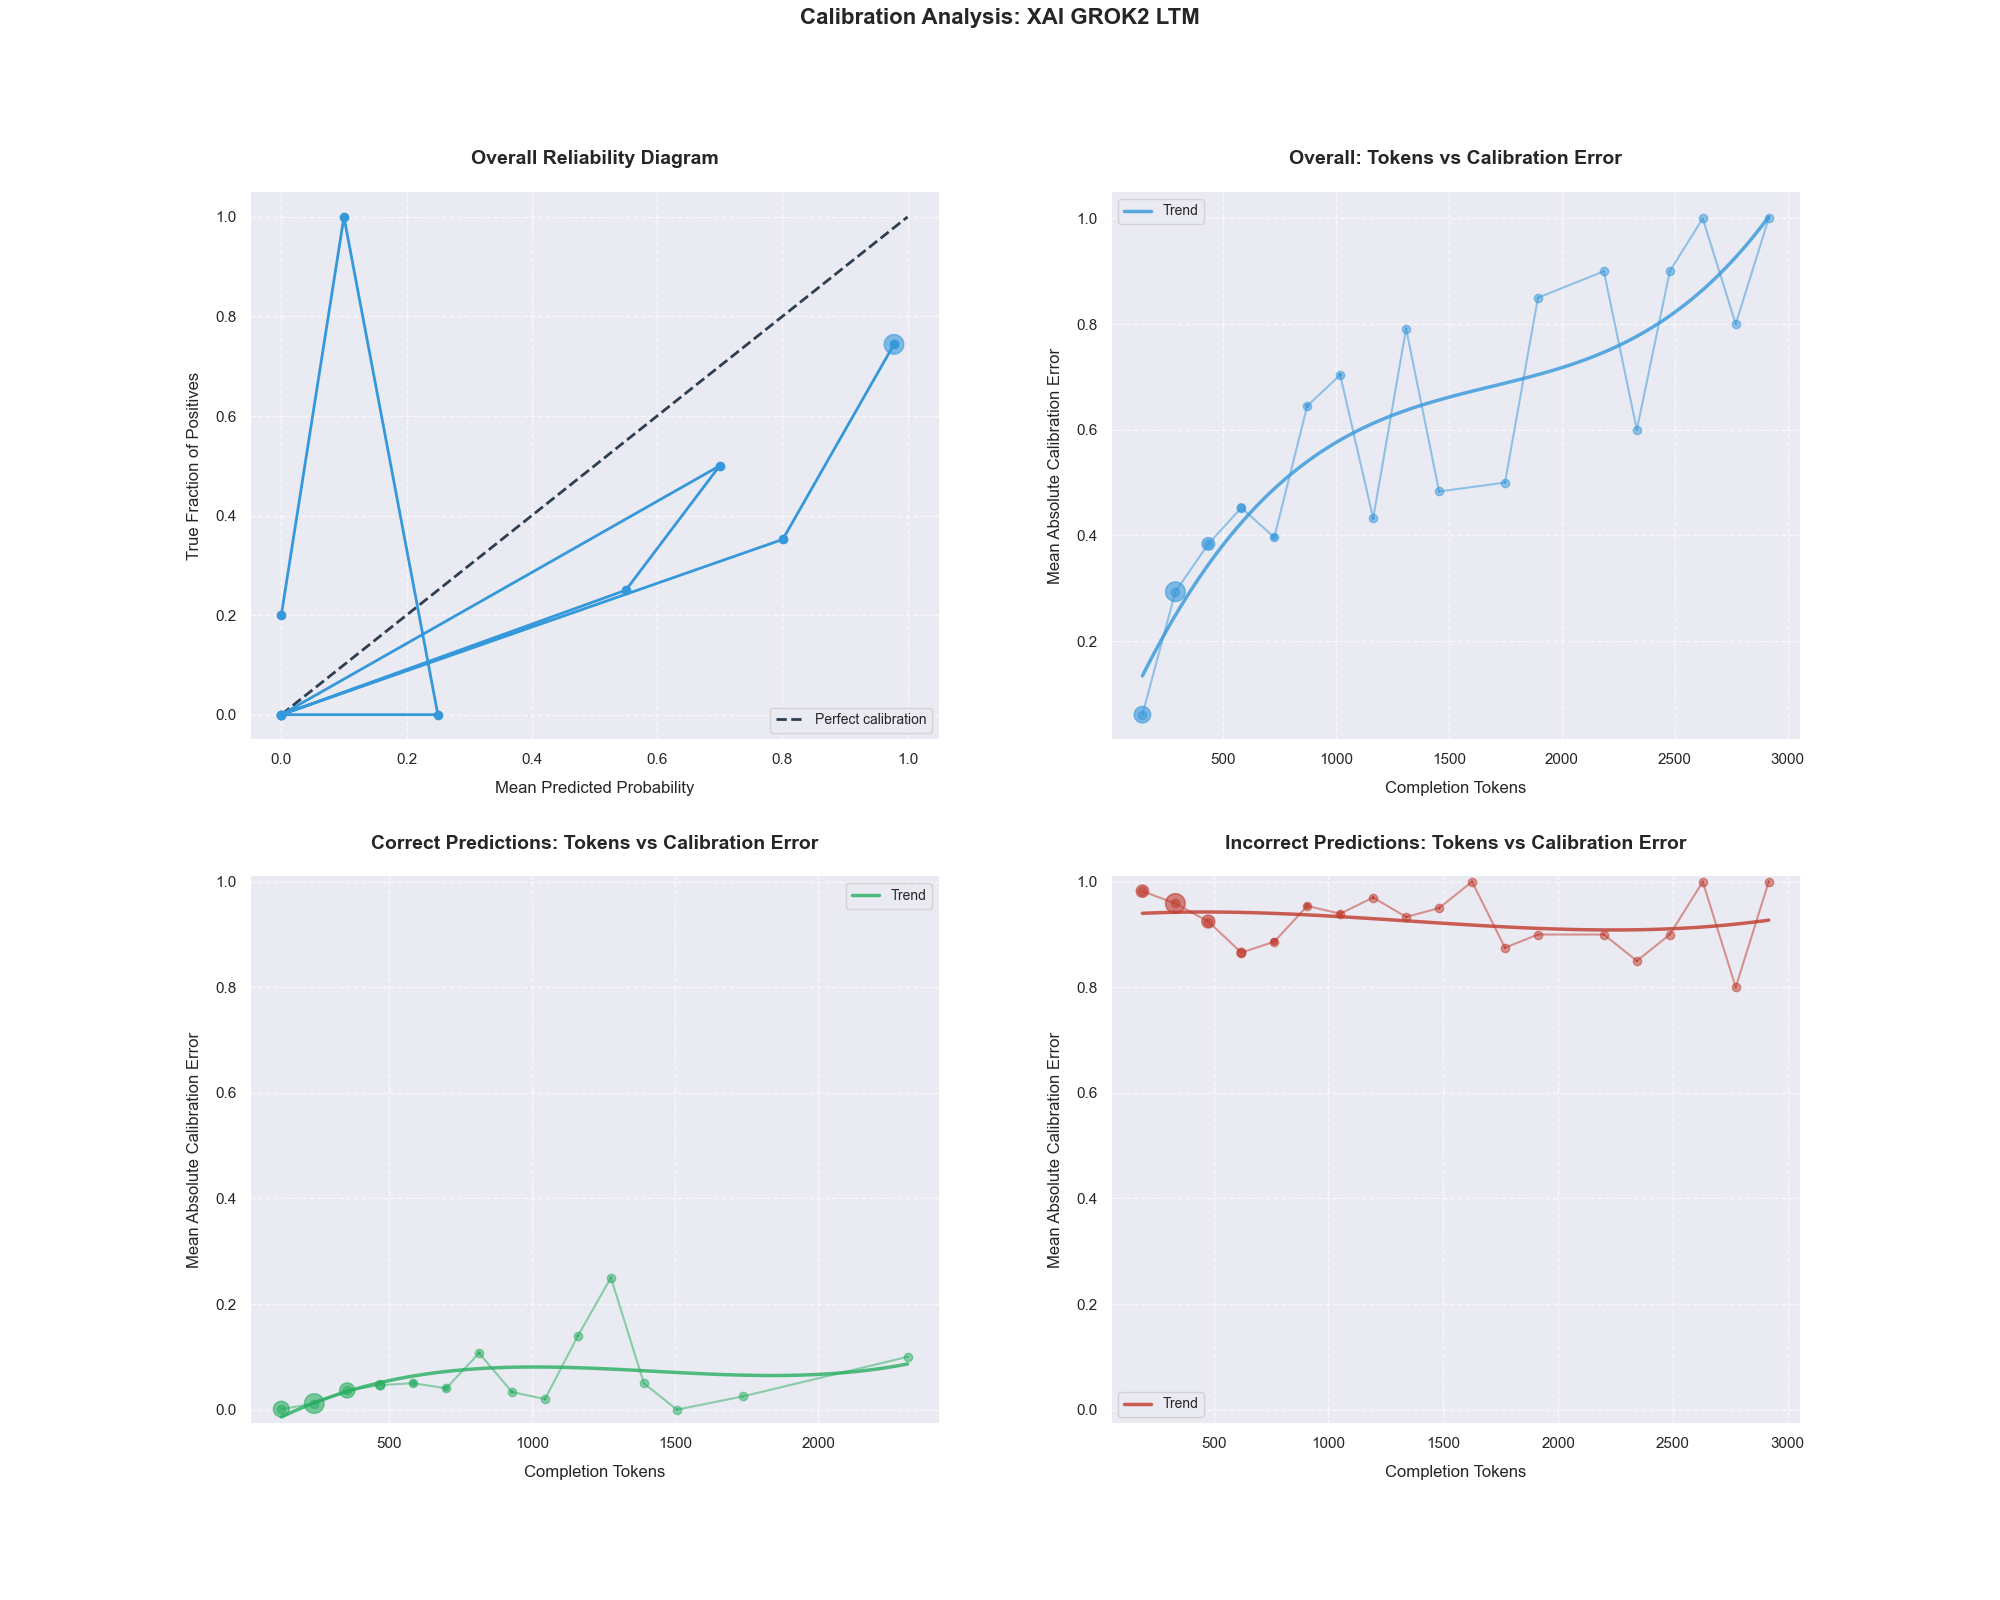 Calibration Analysis: XAI GROK2 LTM
Overall Reliability Diagram
True Fraction of Positives
1.0
0.8
0.6
0.4
0.2
0.0
Perfect calibration
0.0 0.2 0.4 0.6 0.8 1.0
Mean Predicted Probability
Overall: Tokens vs Calibration Error
Trend
Mean Absolute Calibration Error
1.0
0.8
0.6
0.4
0.2
500 1000 1500 2000 2500 3000
Completion Tokens
Correct Predictions: Tokens vs Calibration Error
Trend
Mean Absolute Calibration Error
1.0
0.8
0.6
0.4
0.2
0.0
500 1000 1500 2000
Completion Tokens
Incorrect Predictions: Tokens vs Calibration Error
Mean Absolute Calibration Error
1.0
0.8
0.6
0.4
0.2
0.0
Trend
500 1000 1500 2000 2500 3000
Completion Tokens